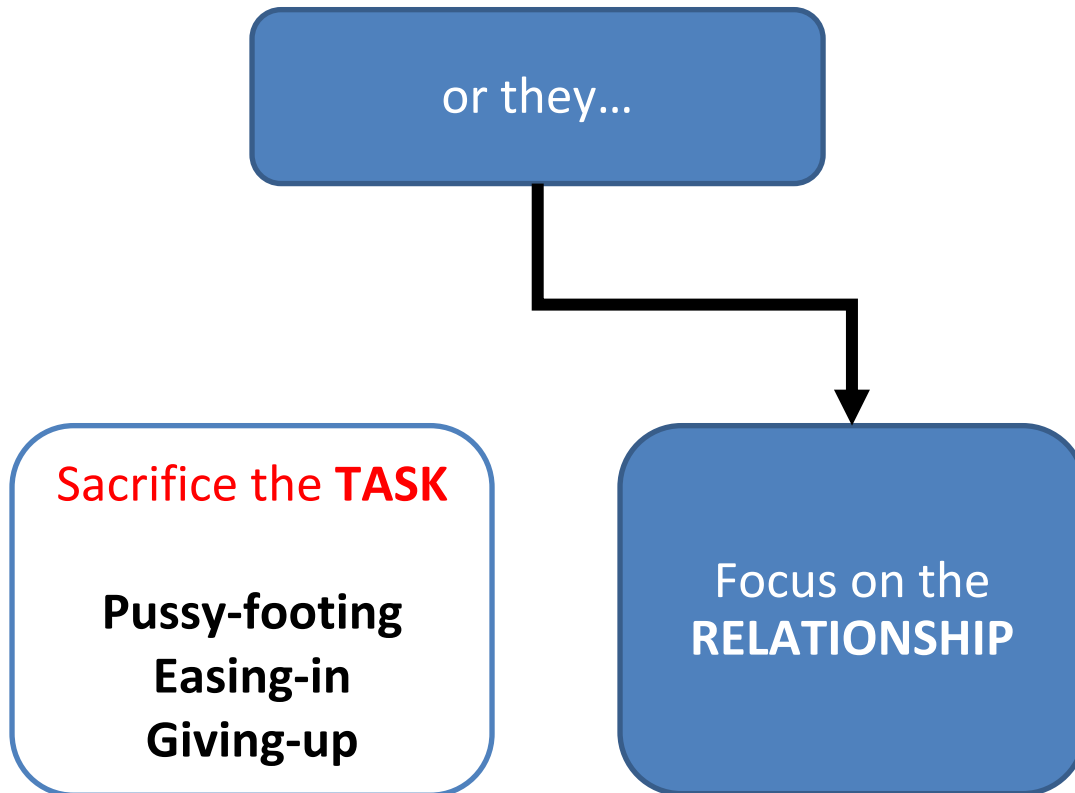 or they…
Sacrifice the TASK
Pussy-footing
Easing-in
Giving-up
Focus on the
RELATIONSHIP